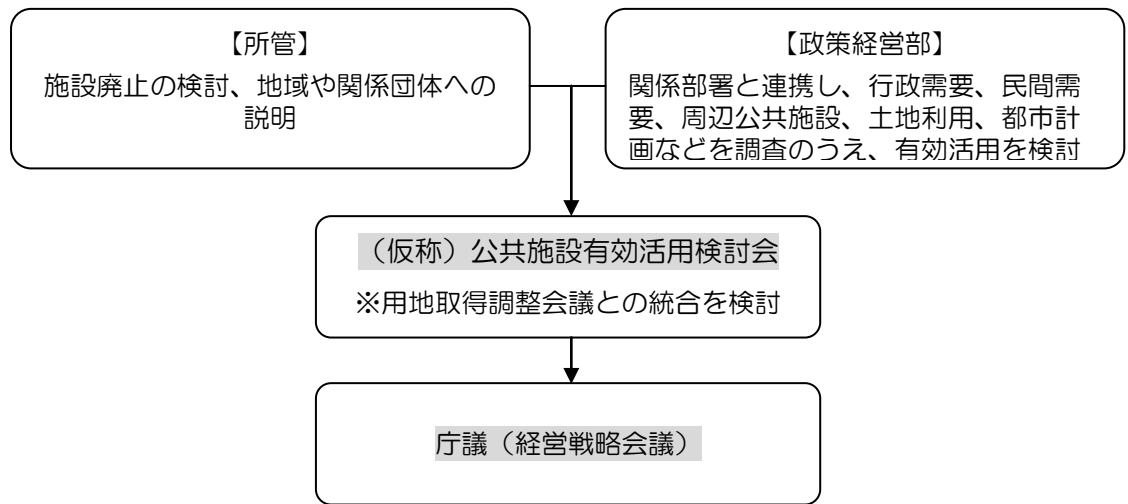 【所管】
施設廃止の検討、地域や関係団体への
説明
【政策経営部】
関係部署と連携し、行政需要、民間需
要、周辺公共施設、土地利用、都市計
画などを調査のうえ、有効活用を検討
（仮称）公共施設有効活用検討会
※用地取得調整会議との統合を検討
庁議（経営戦略会議）